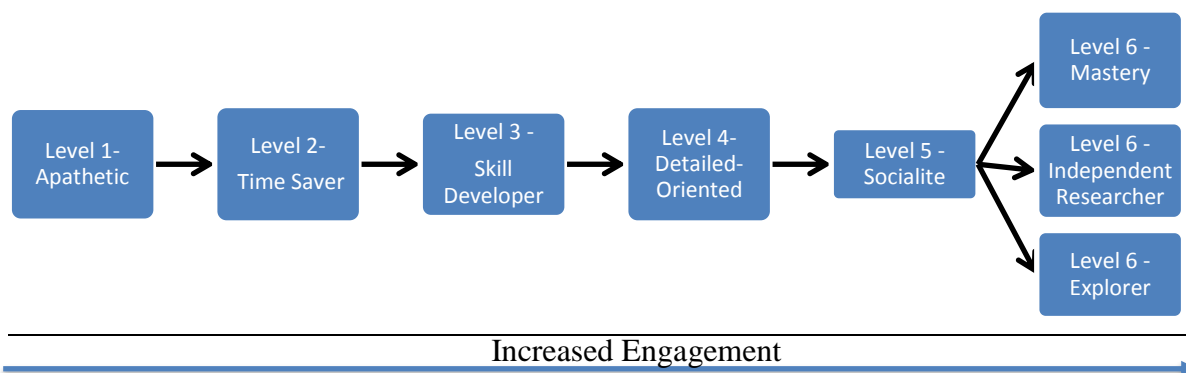 Level 1-
Apathetic
Level 2-
Time Saver
Level 3 -
Skill
Developer
Level 4-
Detailed-
Oriented
Level 5 -
Socialite
Level 6 -
Mastery
Level 6 -
Independent
Researcher
Level 6 -
Explorer
Increased Engagement